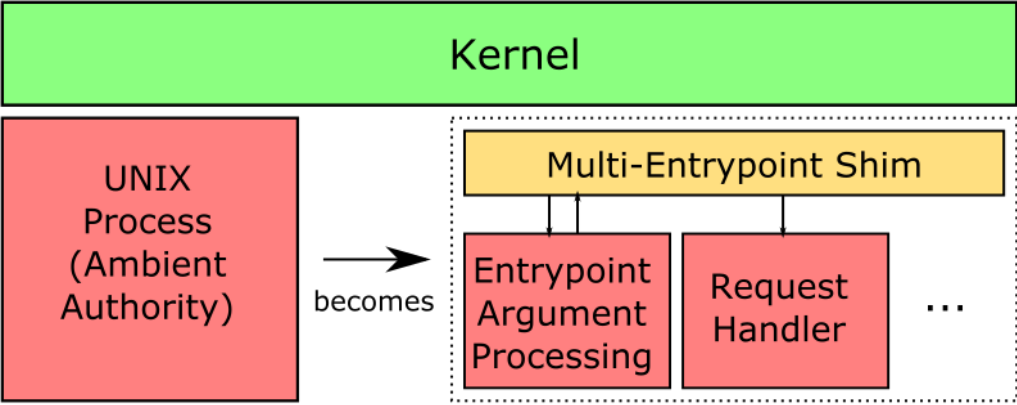 Kernel
UNIX
Process
(Ambient
Authority)
becomes
Multi-Entrypoint Shim
Entrypoint
Argument
Processing
Request
Handler
...